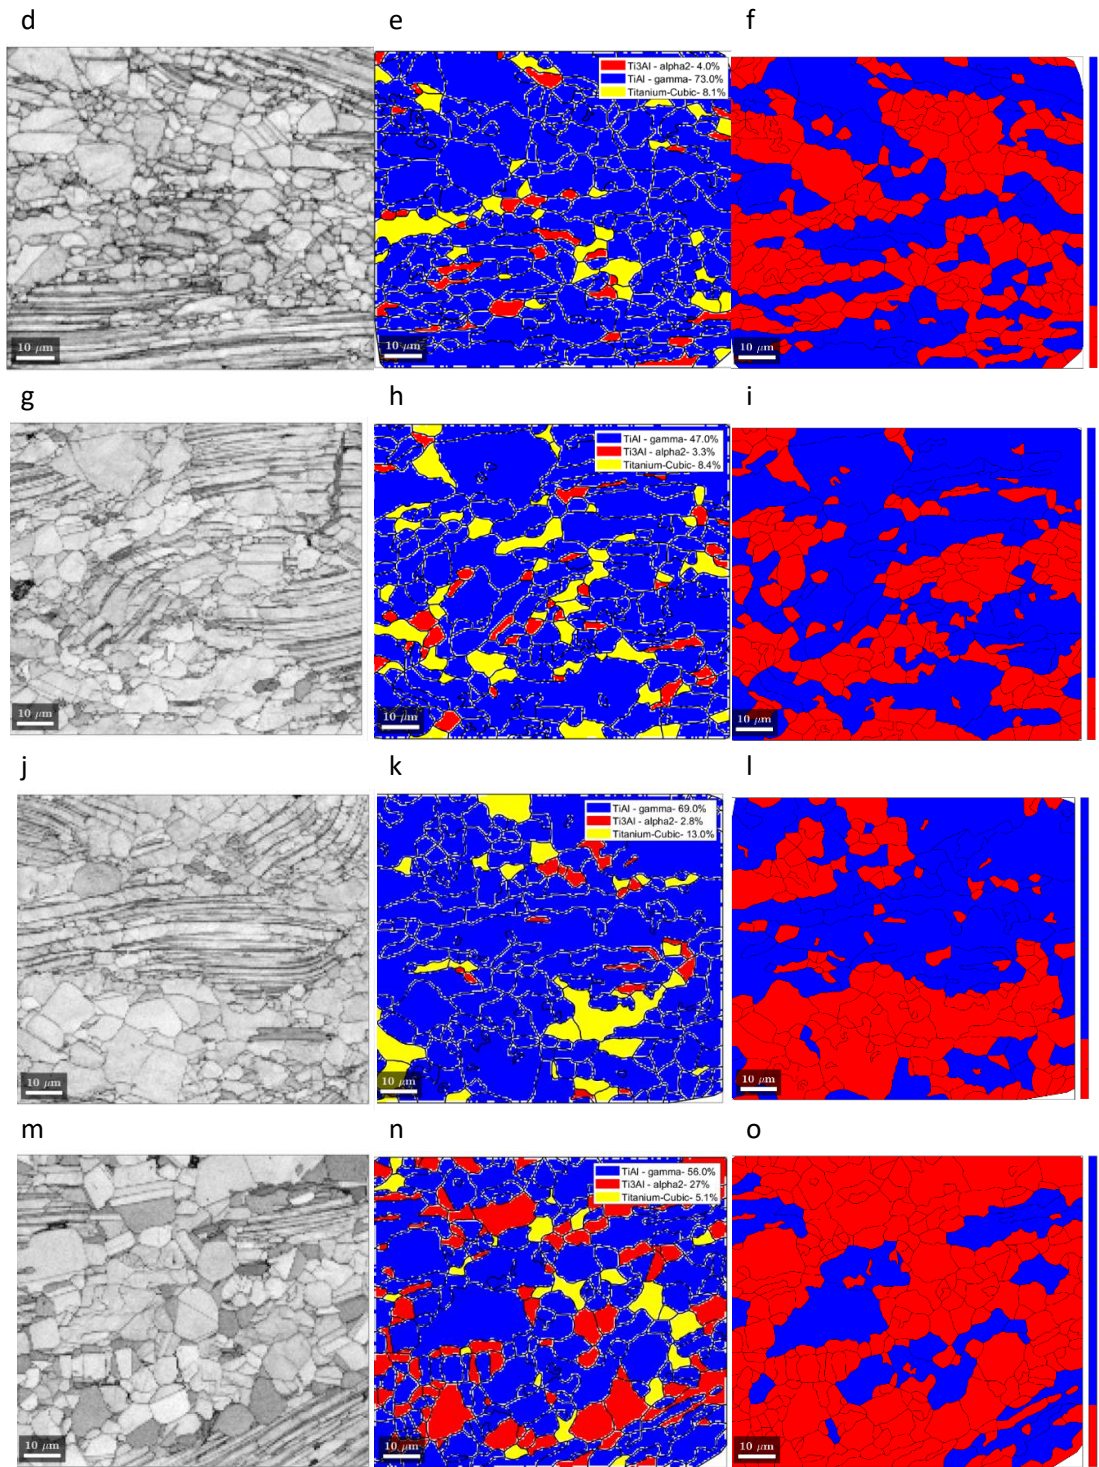 d e f
Ti3Al - alpha2- 4.0%
TiAl - gamma- 73.0%
Titanium-Cubic- 8.1%
10 μm 10 μm 10 μm
g h i
TiAl - gamma- 47.0%
Ti3Al - alpha2- 3.3%
Titanium-Cubic- 8.4%
10 μm 10 μm 10 μm
j k l
TiAl - gamma- 69.0%
Ti3Al - alpha2- 2.8%
Titanium-Cubic- 13.0%
10 μm 10 μm 10 μm
m n o
TiAl - gamma- 56.0%
Ti3Al - alpha2- 27%
Titanium-Cubic- 5.1%
10 μm 10 μm 10 μm